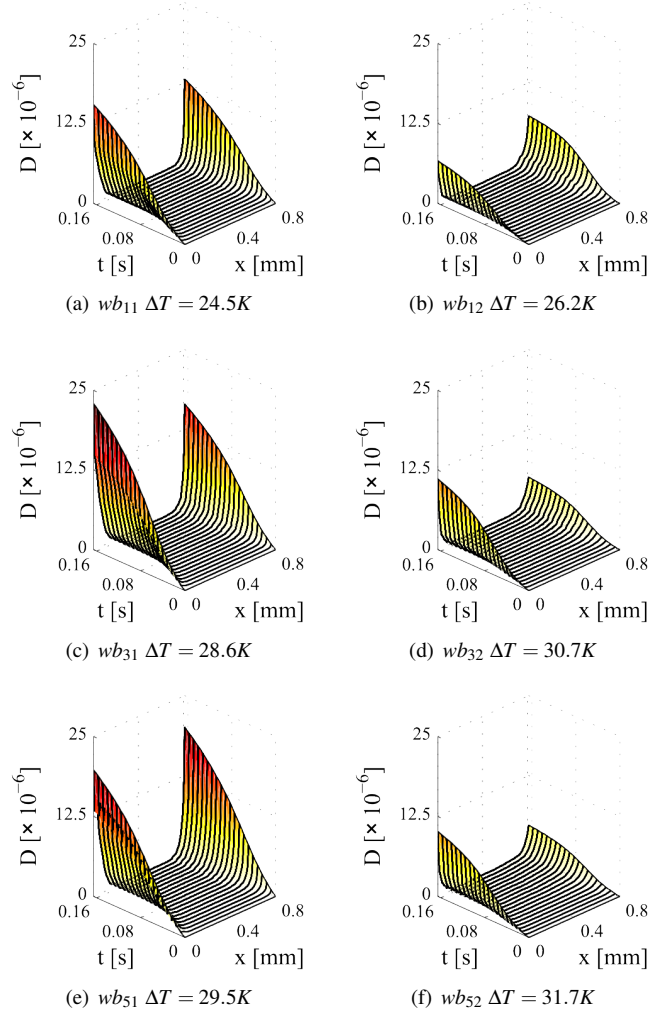 25
12.5
0
D [× 10⁻⁶]
0.16
0.08
0
t [s]
0
0.4
0.8
x [mm]
(a) wb₁₁ ΔT = 24.5K
25
12.5
0
D [× 10⁻⁶]
0.16
0.08
0
t [s]
0
0.4
0.8
x [mm]
(b) wb₁₂ ΔT = 26.2K
25
12.5
0
D [× 10⁻⁶]
0.16
0.08
0
t [s]
0
0.4
0.8
x [mm]
(c) wb₃₁ ΔT = 28.6K
25
12.5
0
D [× 10⁻⁶]
0.16
0.08
0
t [s]
0
0.4
0.8
x [mm]
(d) wb₃₂ ΔT = 30.7K
25
12.5
0
D [× 10⁻⁶]
0.16
0.08
0
t [s]
0
0.4
0.8
x [mm]
(e) wb₅₁ ΔT = 29.5K
25
12.5
0
D [× 10⁻⁶]
0.16
0.08
0
t [s]
0
0.4
0.8
x [mm]
(f) wb₅₂ ΔT = 31.7K